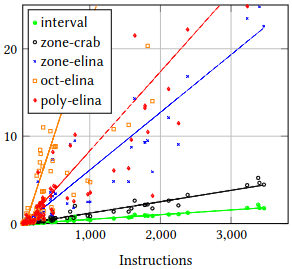 20
interval
zone-crab
zone-elina
oct-elina
poly-elina
10
0
1,000
2,000
3,000
Instructions